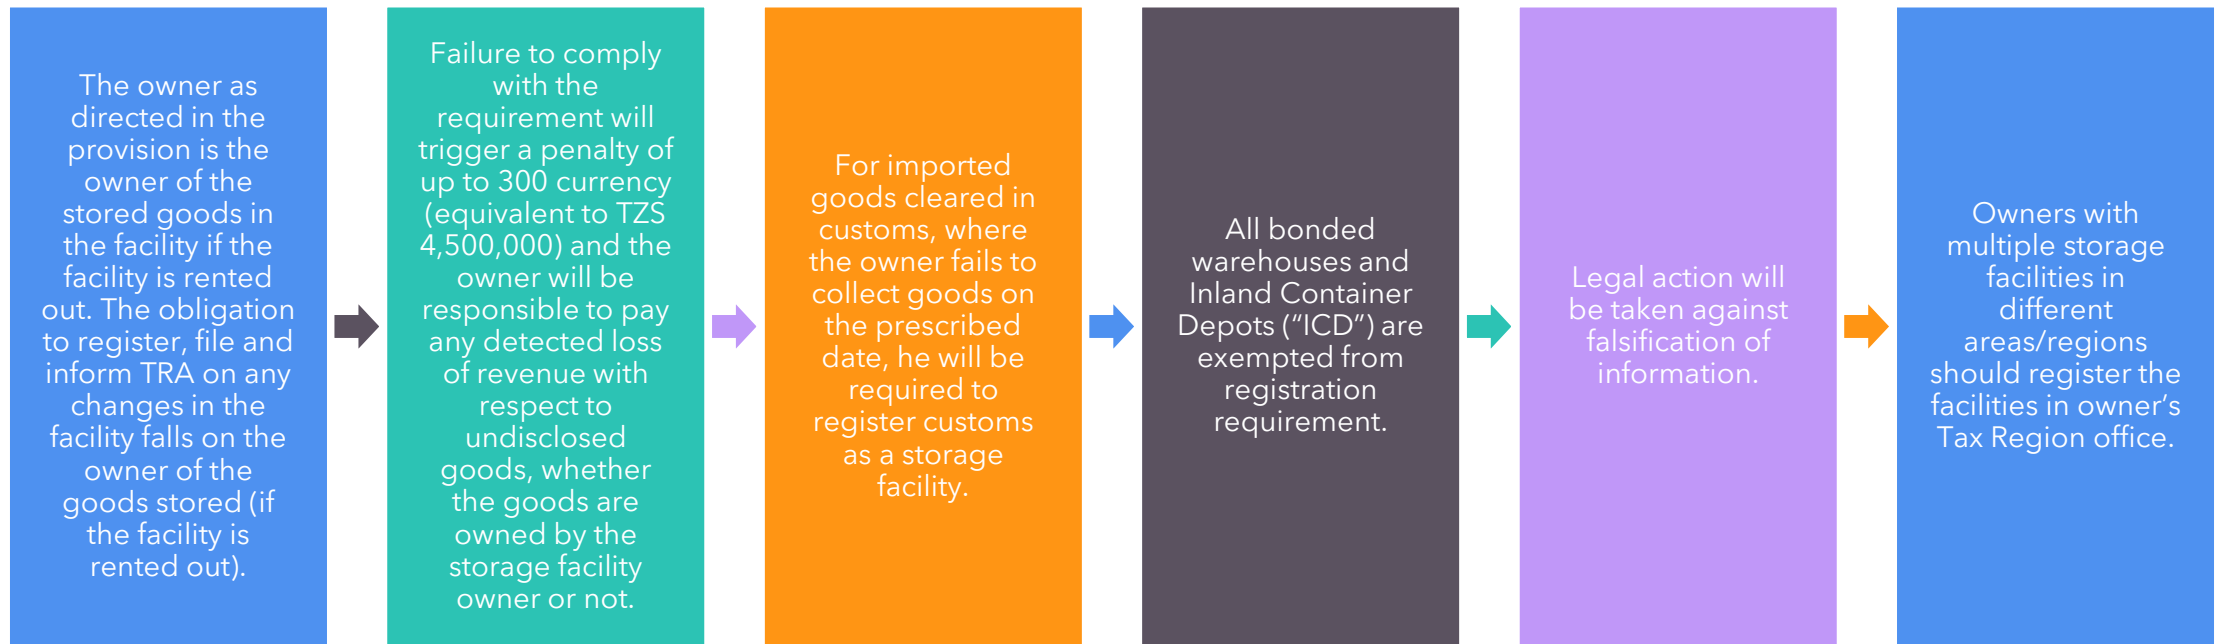 The owner as
directed in the
provision is the
owner of the
stored goods in
the facility if the
facility is rented
out. The obligation
to register, file and
inform TRA on any
changes in the
facility falls on the
owner of the
goods stored (if
the facility is
rented out).
Failure to comply
with the
requirement will
trigger a penalty of
up to 300 currency
(equivalent to TZS
4,500,000) and the
owner will be
responsible to pay
any detected loss
of revenue with
respect to
undisclosed
goods, whether
the goods are
owned by the
storage facility
owner or not.
For imported
goods cleared in
customs, where
the owner fails to
collect goods on
the prescribed
date, he will be
required to
register customs
as a storage
facility.
All bonded
warehouses and
Inland Container
Depots (“ICD”) are
exempted from
registration
requirement.
Legal action will
be taken against
falsification of
information.
Owners with
multiple storage
facilities in
different
areas/regions
should register the
facilities in owner’s
Tax Region office.